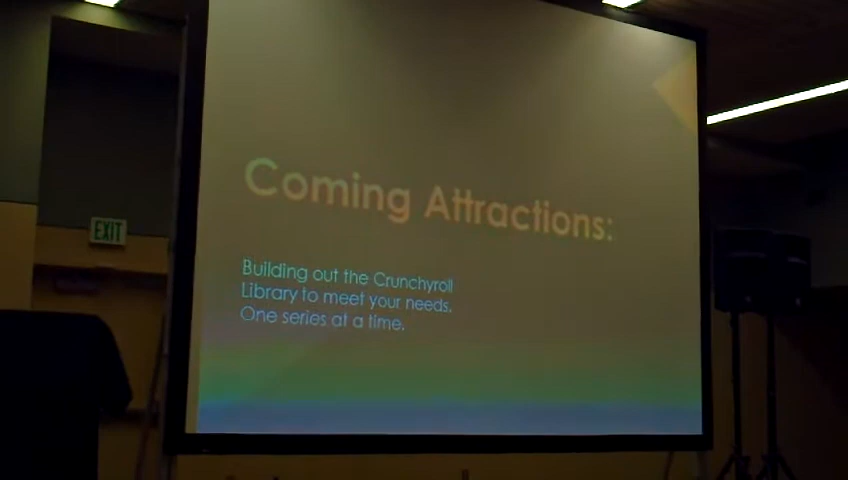 Coming Attractions:
EXIT
Building out the Crunchyroll
Library to meet your needs.
One series at a time.